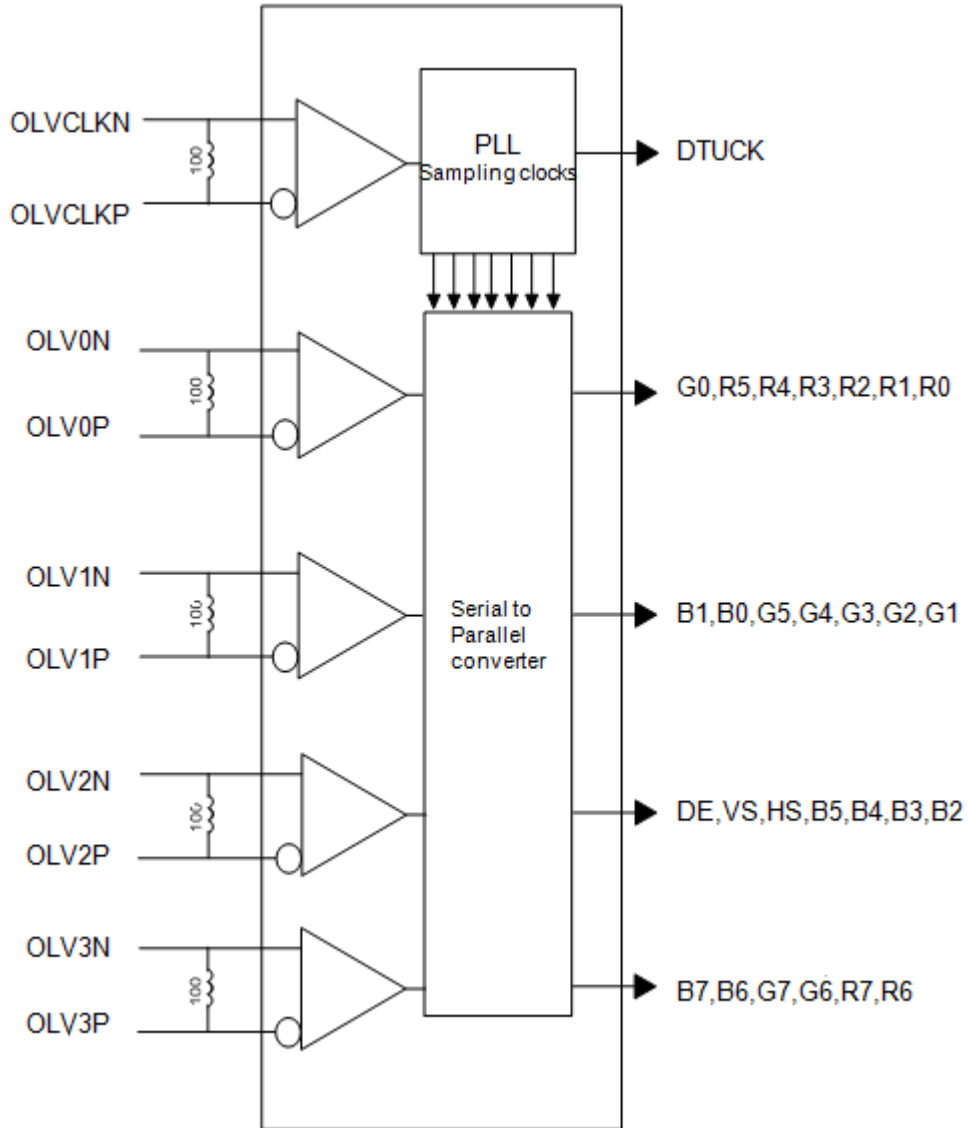 OLVCLKN
100
OLVCLKP
PLL
Sampling clocks
DTUCK
OLV0N
100
OLV0P
G0,R5,R4,R3,R2,R1,R0
OLV1N
100
OLV1P
Serial to
Parallel
converter
B1,B0,G5,G4,G3,G2,G1
OLV2N
100
OLV2P
DE,VS,HS,B5,B4,B3,B2
OLV3N
100
OLV3P
B7,B6,G7,G6,R7,R6